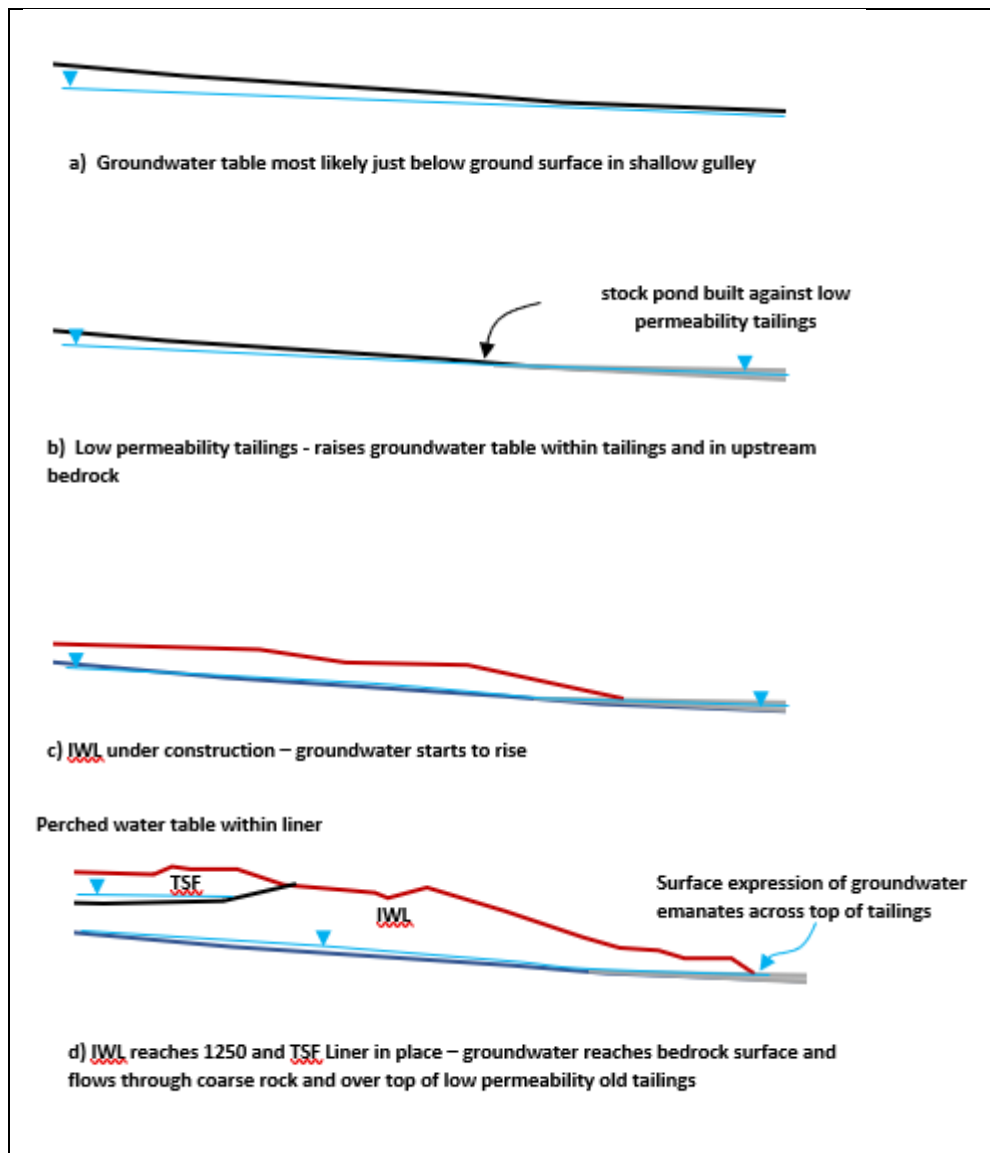 a) Groundwater table most likely just below ground surface in shallow gulley
stock pond built against low
permeability tailings
b) Low permeability tailings - raises groundwater table within tailings and in upstream
bedrock
c) IWL under construction – groundwater starts to rise
Perched water table within liner
TSF
IWL
Surface expression of groundwater
emanates across top of tailings
d) IWL reaches 1250 and TSF Liner in place – groundwater reaches bedrock surface and
flows through coarse rock and over top of low permeability old tailings